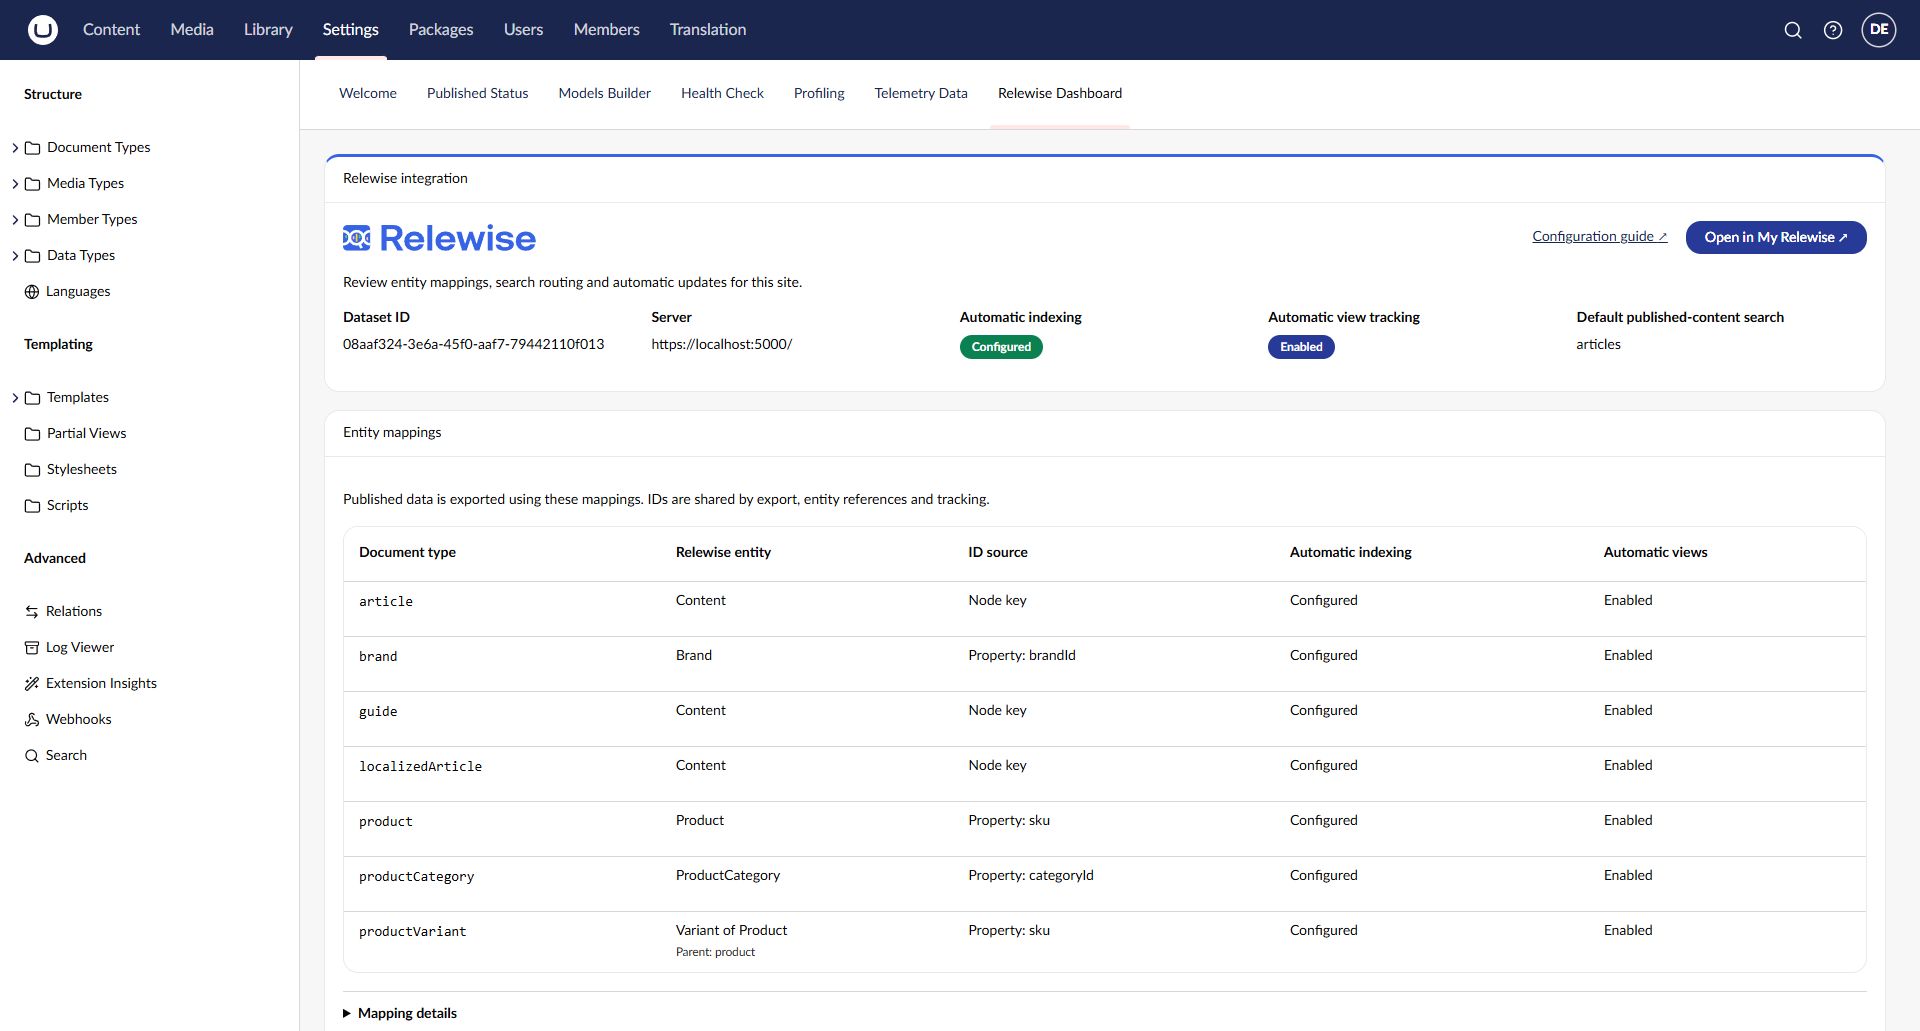 Content Media Library Settings Packages Users Members Translation DE
Structure
Document Types
Media Types
Member Types
Data Types
Languages
Templating
Templates
Partial Views
Stylesheets
Scripts
Advanced
Relations
Log Viewer
Extension Insights
Webhooks
Search
Welcome Published Status Models Builder Health Check Profiling Telemetry Data Relewise Dashboard
Relewise integration
Relewise
Configuration guide ↗ Open in My Relewise ↗
Review entity mappings, search routing and automatic updates for this site.
Dataset ID Server Automatic indexing Automatic view tracking Default published-content search
08aaf324-3e6a-45f0-aaf7-79442110f013 https://localhost:5000/ Configured Enabled articles
Entity mappings
Published data is exported using these mappings. IDs are shared by export, entity references and tracking.
Document type Relewise entity ID source Automatic indexing Automatic views
article Content Node key Configured Enabled
brand Brand Property: brandId Configured Enabled
guide Content Node key Configured Enabled
localizedArticle Content Node key Configured Enabled
product Product Property: sku Configured Enabled
productCategory ProductCategory Property: categoryId Configured Enabled
productVariant Variant of Product Property: sku Configured Enabled
Parent: product
Mapping details